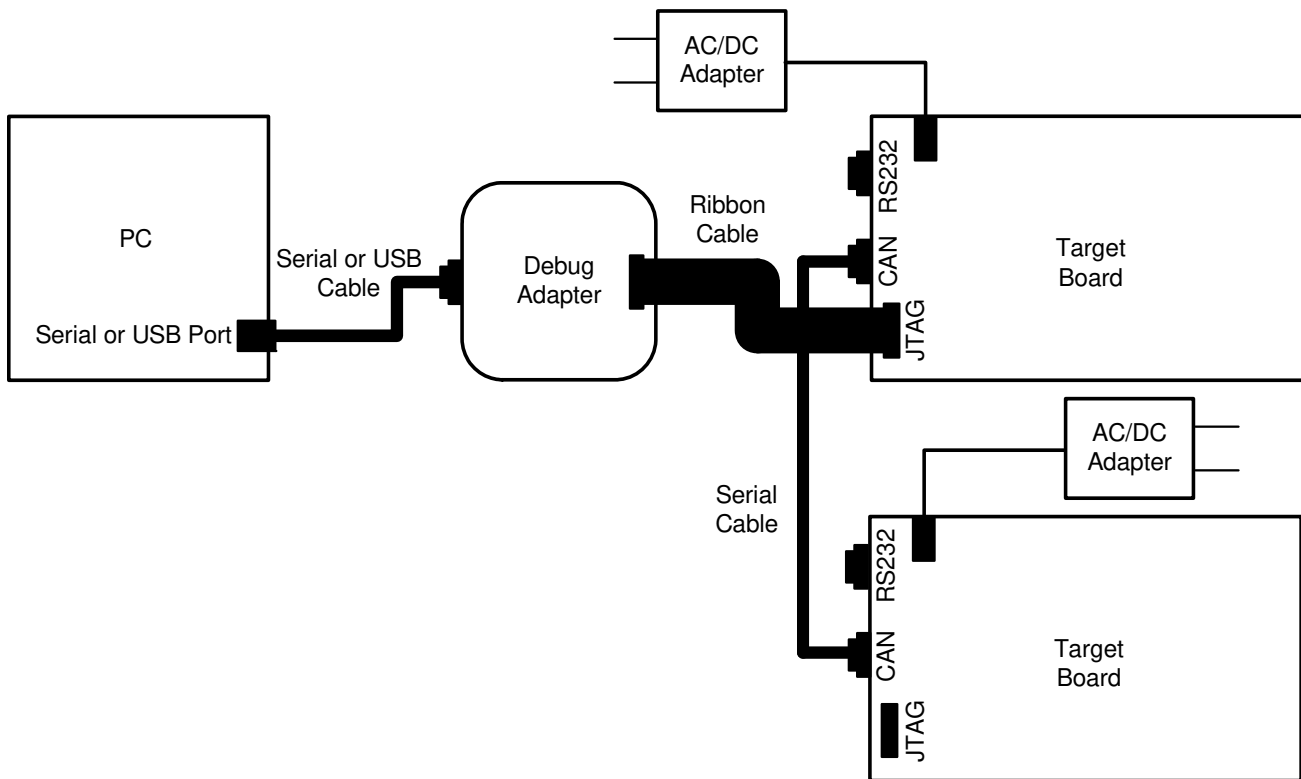 AC/DC
Adapter
PC
Serial or USB Port
Serial or USB
Cable
Debug
Adapter
Ribbon
Cable
RS232
CAN
JTAG
Target
Board
AC/DC
Adapter
Serial
Cable
RS232
CAN
JTAG
Target
Board